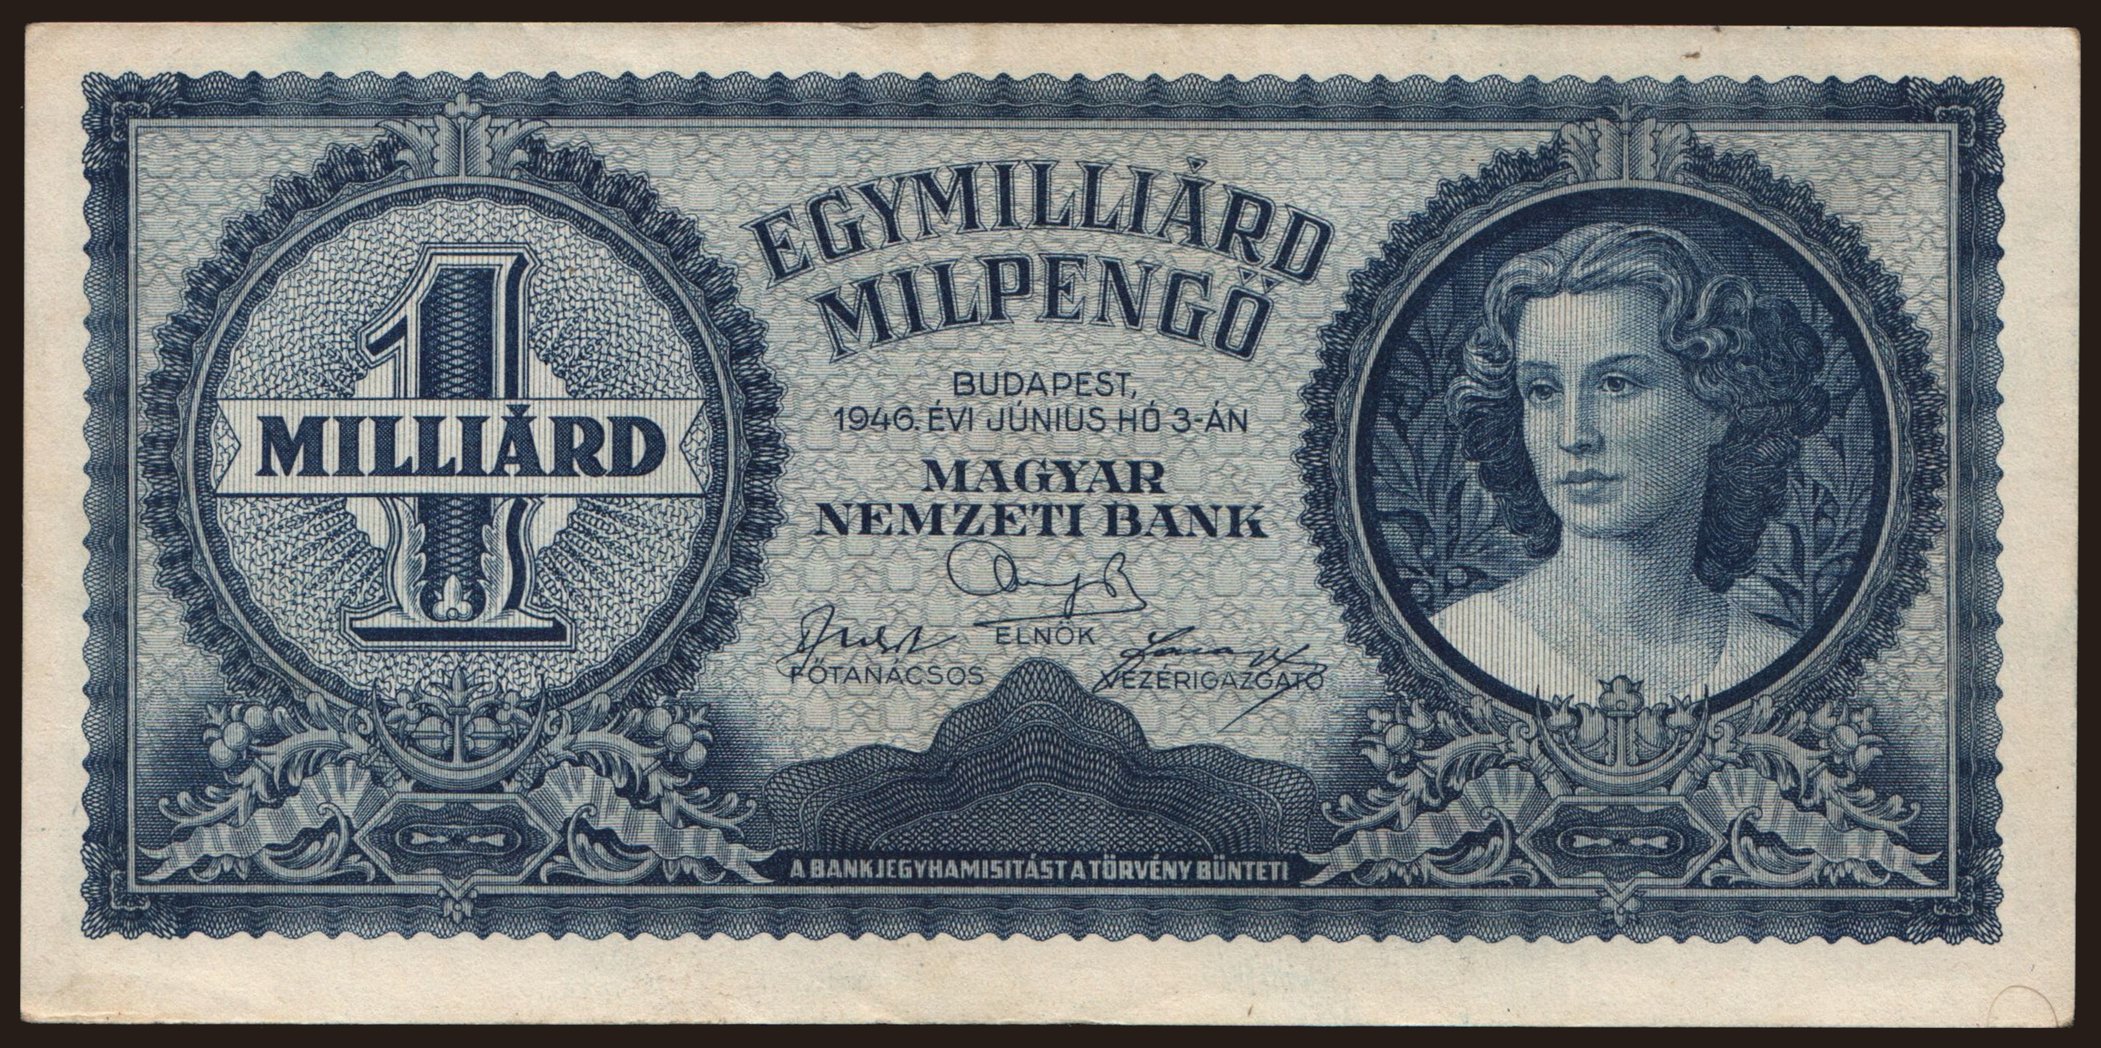 1
MILLIÁRD
EGYMILLIÁRD
MILPENGŐ
BUDAPEST,
1946. ÉVI JÚNIUS HÓ 3-ÁN
MAGYAR
NEMZETI BANK
ELNÖK
FŐTANÁCSOS
VEZÉRIGAZGATÓ
A BANKJEGYHAMISITÁST A TÖRVÉNY BÜNTETI